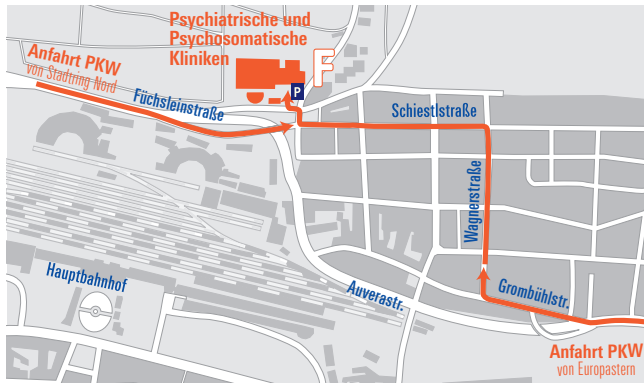 Psychiatrische und
Psychosomatische
Kliniken
F
P
Anfahrt PKW
von Stadtring Nord
Füchsleinstraße
Schiestlstraße
Wagnerstraße
Hauptbahnhof
Auverastr.
Grombühlstr.
Anfahrt PKW
von Europastern